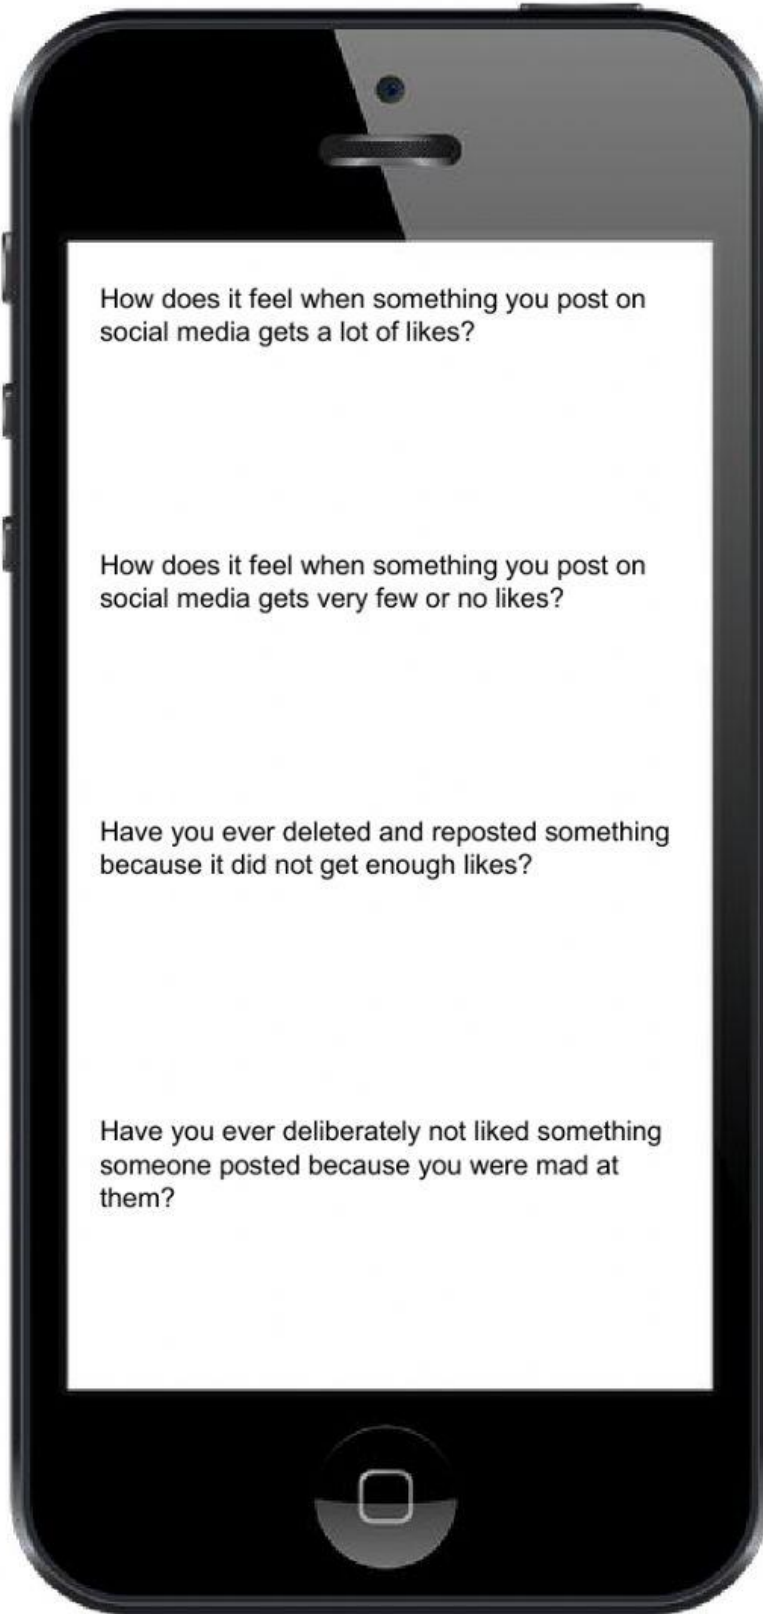 How does it feel when something you post on
social media gets a lot of likes?
How does it feel when something you post on
social media gets very few or no likes?
Have you ever deleted and reposted something
because it did not get enough likes?
Have you ever deliberately not liked something
someone posted because you were mad at
them?